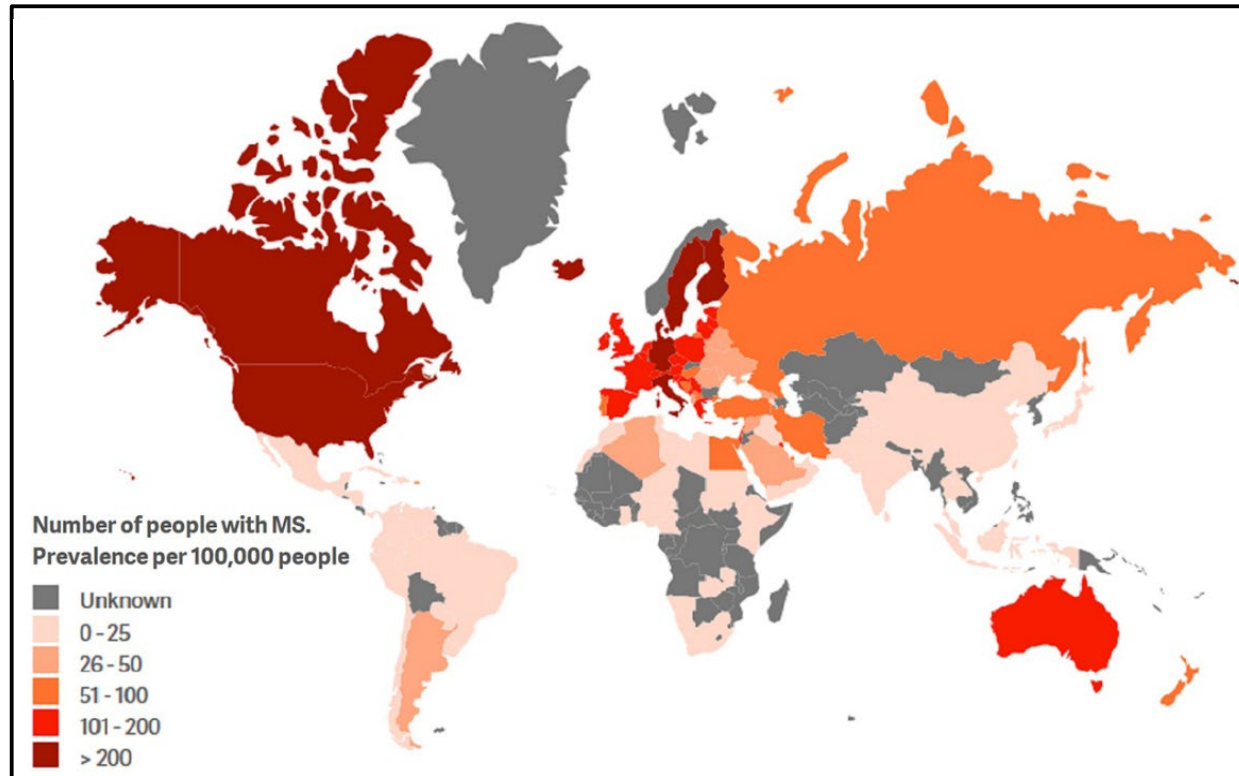 Number of people with MS.
Prevalence per 100,000 people
Unknown
0 - 25
26 - 50
51 - 100
101 - 200
> 200